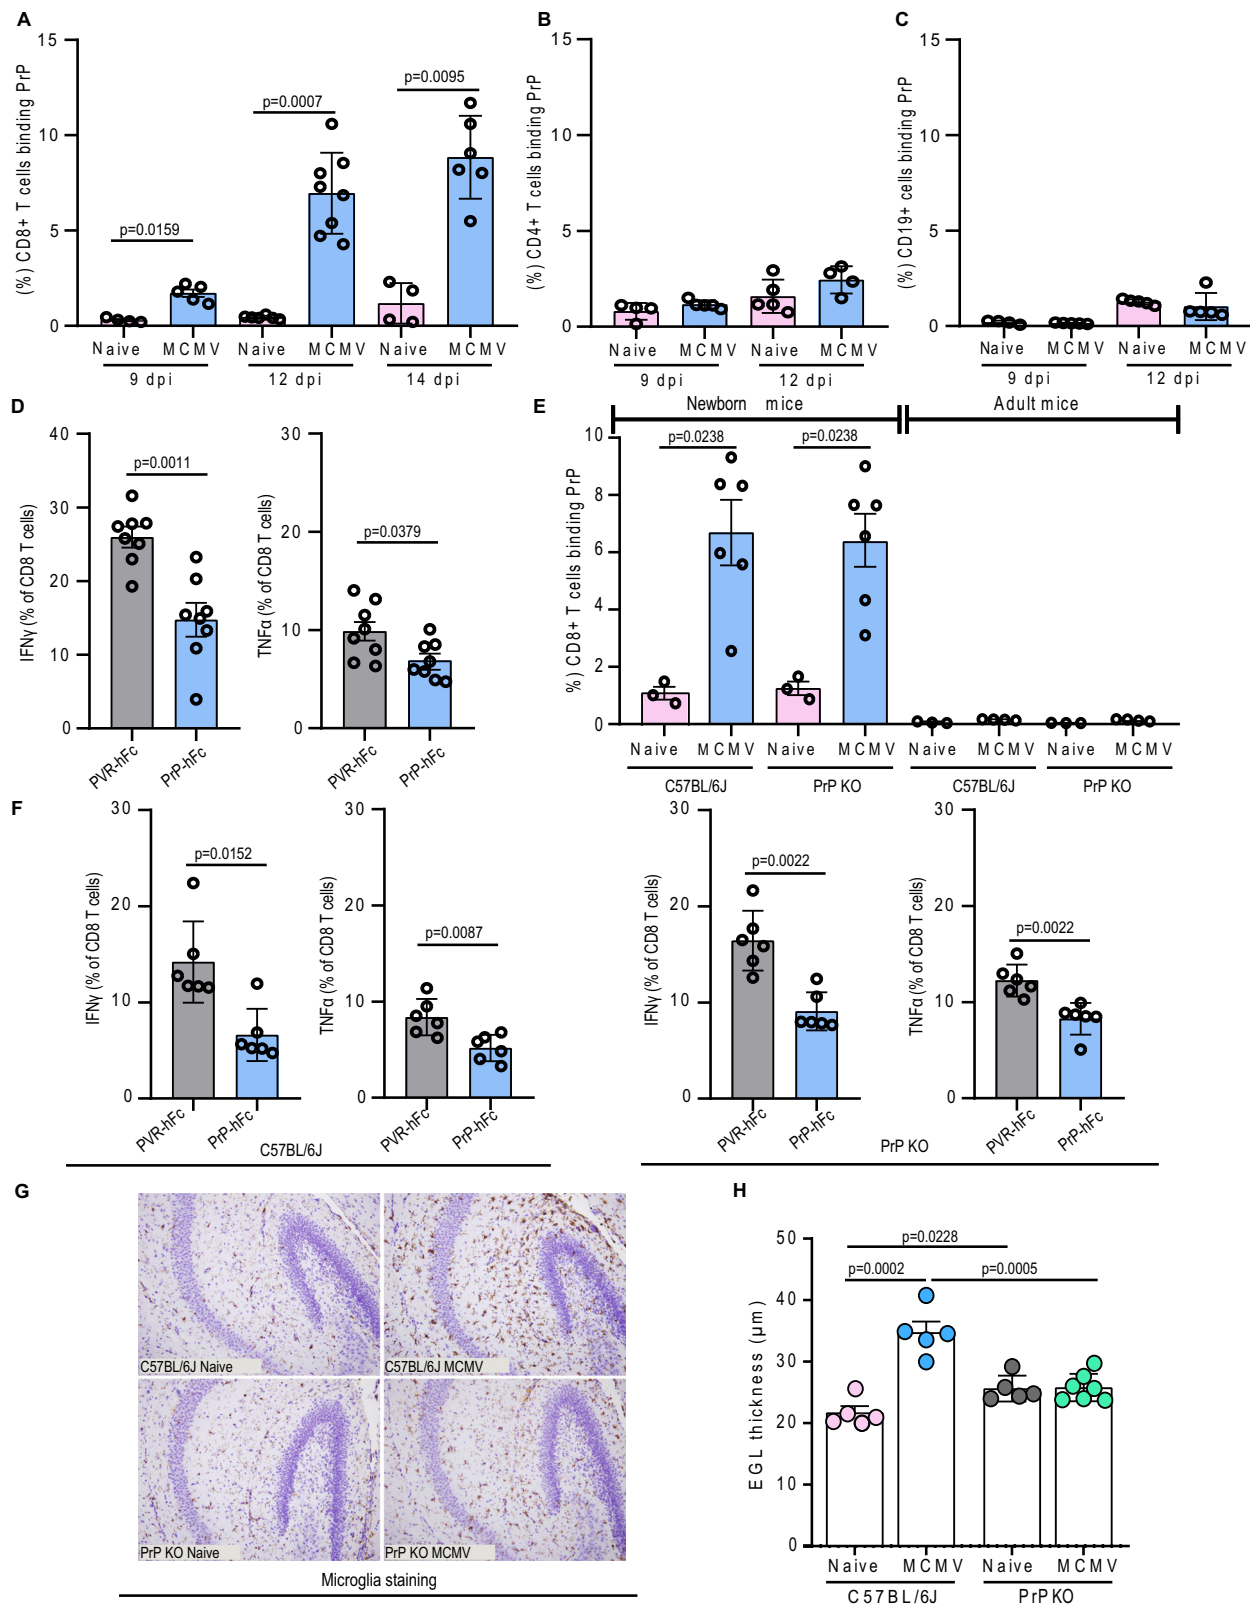 A
(%) CD8+ T cells binding PrP
15
10
5
0
p=0.0159
p=0.0007
p=0.0095
Naive MCMV Naive MCMV Naive MCMV
9 dpi 12 dpi 14 dpi
B
(%) CD4+ T cells binding PrP
15
10
5
0
Naive MCMV Naive MCMV
9 dpi 12 dpi
C
(%) CD19+ cells binding PrP
15
10
5
0
Naive MCMV Naive MCMV
9 dpi 12 dpi
D
IFNγ (% of CD8 T cells)
40
30
20
10
0
p=0.0011
PVR-hFc PrP-hFc
TNFα (% of CD8 T cells)
30
20
10
0
p=0.0379
PVR-hFc PrP-hFc
E
Newborn mice Adult mice
%) CD8+ T cells binding PrP
10
8
6
4
2
0
p=0.0238 p=0.0238
Naive MCMV Naive MCMV Naive MCMV Naive MCMV
C57BL/6J PrP KO C57BL/6J PrP KO
F
IFNγ (% of CD8 T cells)
30
20
10
0
p=0.0152
PVR-hFc PrP-hFc
TNFα (% of CD8 T cells)
30
20
10
0
p=0.0087
PVR-hFc PrP-hFc
C57BL/6J
IFNγ (% of CD8 T cells)
30
20
10
0
p=0.0022
PVR-hFc PrP-hFc
TNFα (% of CD8 T cells)
30
20
10
0
p=0.0022
PVR-hFc PrP-hFc
PrP KO
G
C57BL/6J Naive C57BL/6J MCMV
PrP KO Naive PrP KO MCMV
Microglia staining
H
EGL thickness (μm)
50
40
30
20
10
0
p=0.0228
p=0.0002 p=0.0005
Naive MCMV Naive MCMV
C57BL/6J PrP KO